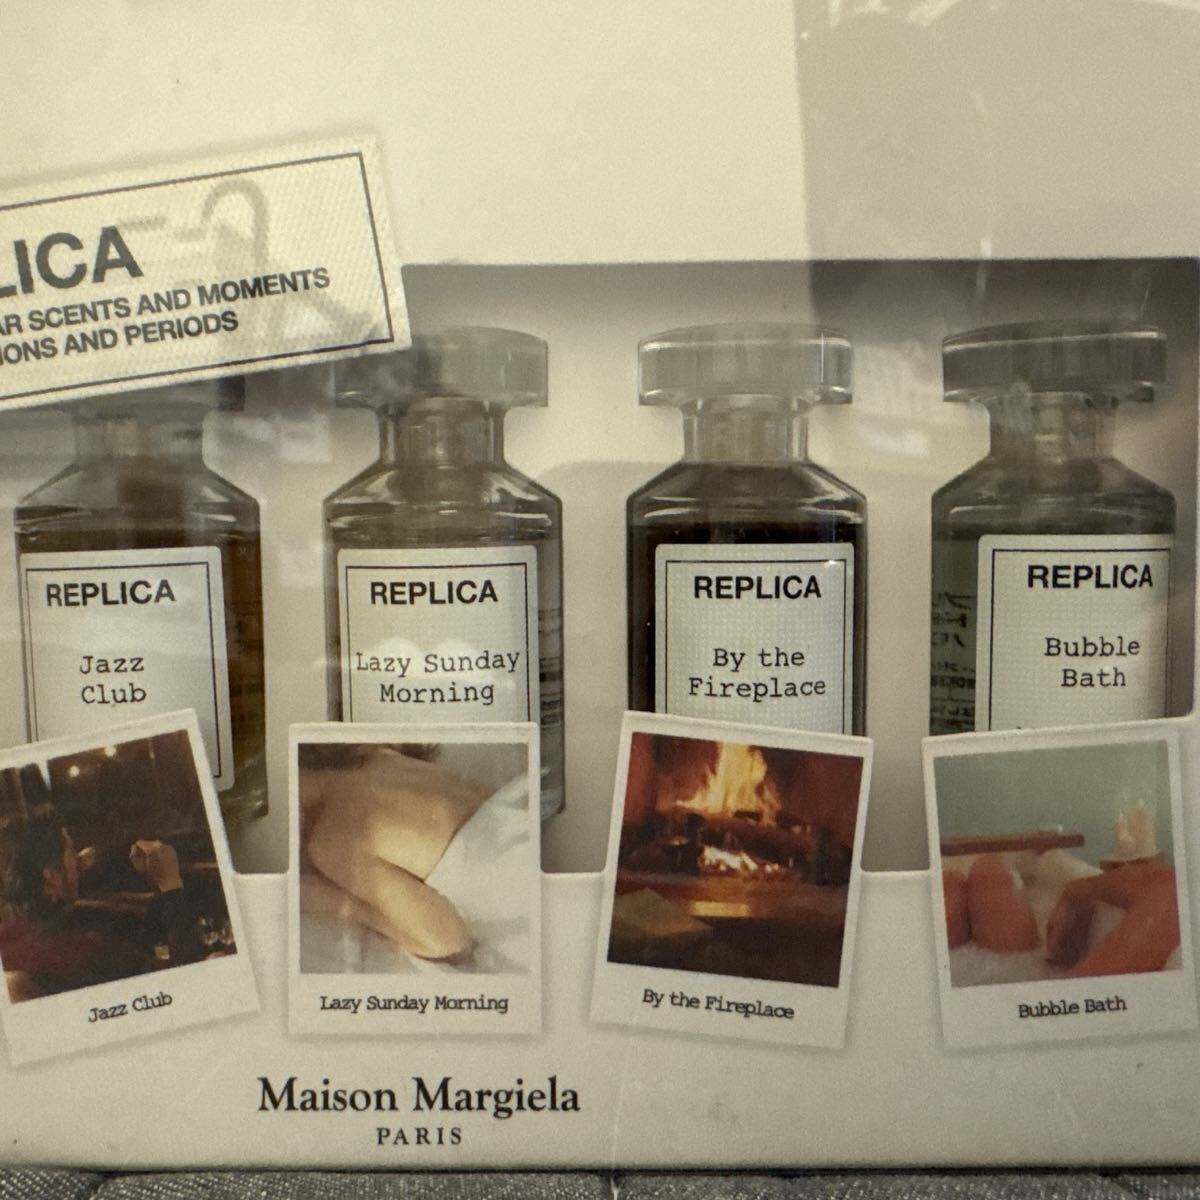 LICA
AR SCENTS AND MOMENTS
IONS AND PERIODS
REPLICA
Jazz
Club
REPLICA
Lazy Sunday
Morning
REPLICA
By the
Fireplace
REPLICA
Bubble
Bath
Jazz Club
Lazy Sunday Morning
By the Fireplace
Bubble Bath
Maison Margiela
PARIS